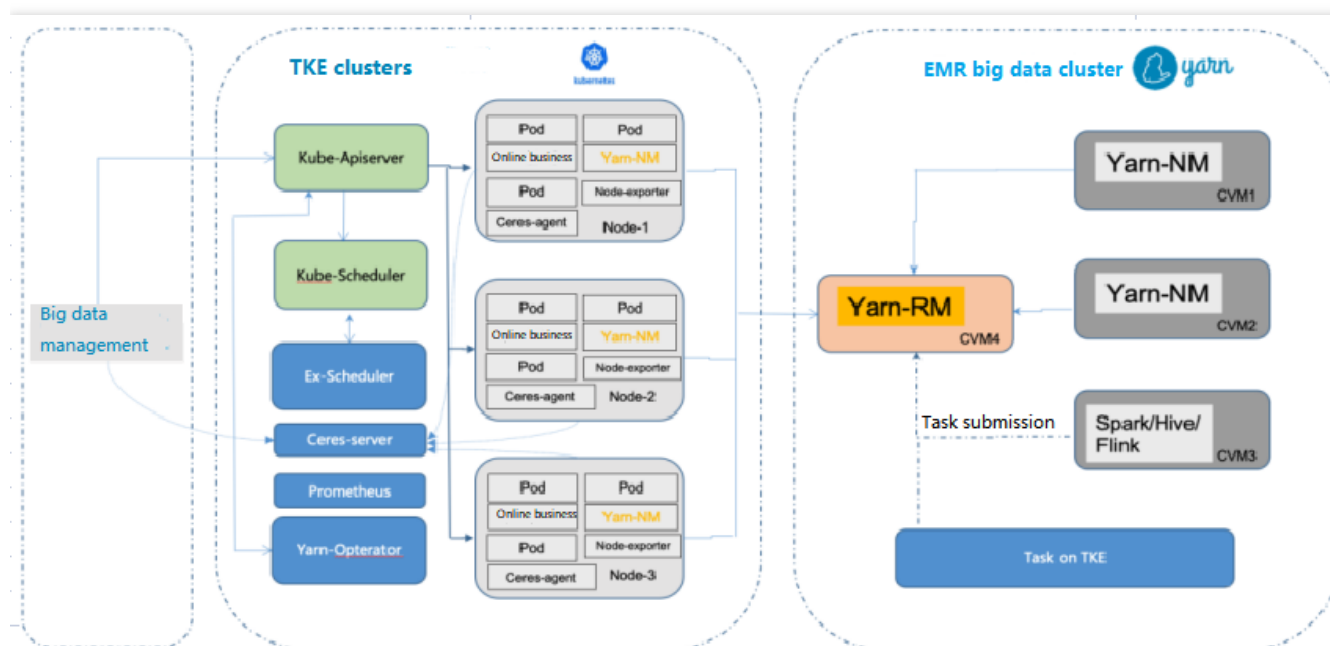 TKE clusters
kubernetes
EMR big data cluster
yarn
Big data
management
Kube-Apiserver
Kube-Scheduler
Ex-Scheduler
Ceres-server
Prometheus
Yarn-Opterator
Pod
Pod
Online business
Yarn-NM
Pod
Node-exporter
Ceres-agent
Node-1
Pod
Pod
Online business
Yarn-NM
Pod
Node-exporter
Ceres-agent
Node-2
Pod
Pod
Online business
Yarn-NM
Pod
Node-exporter
Ceres-agent
Node-3
Yarn-NM
CVM1
Yarn-NM
CVM2
Yarn-RM
CVM4
Task submission
Spark/Hive/
Flink
CVM3
Task on TKE